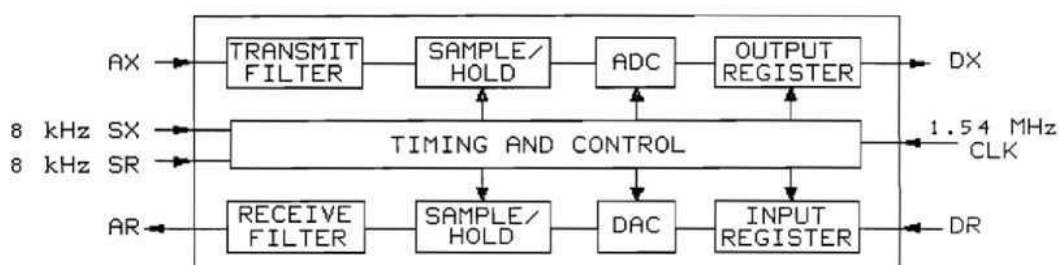 AX
TRANSMIT
FILTER
SAMPLE/
HOLD
ADC
OUTPUT
REGISTER
DX
8 kHz SX
8 kHz SR
TIMING AND CONTROL
1.54 MHz
CLK
AR
RECEIVE
FILTER
SAMPLE/
HOLD
DAC
INPUT
REGISTER
DR